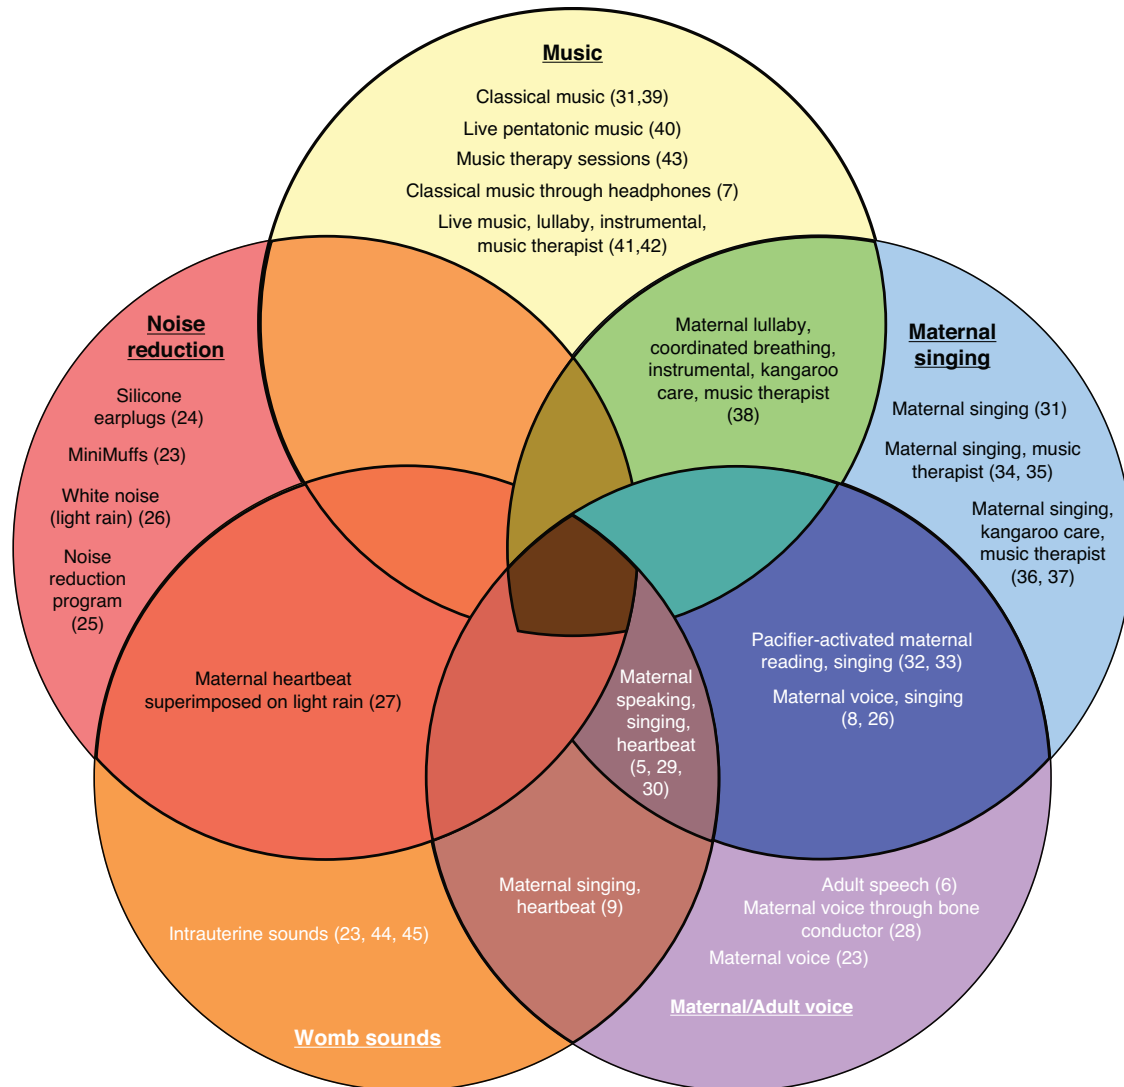 Music
Classical music (31,39)
Live pentatonic music (40)
Music therapy sessions (43)
Classical music through headphones (7)
Live music, lullaby, instrumental,
music therapist (41,42)
Noise
reduction
Silicone
earplugs (24)
MiniMuffs (23)
White noise
(light rain) (26)
Noise
reduction
program
(25)
Maternal lullaby,
coordinated breathing,
instrumental, kangaroo
care, music therapist
(38)
Maternal
singing
Maternal singing (31)
Maternal singing, music
therapist (34, 35)
Maternal singing,
kangaroo care,
music therapist
(36, 37)
Maternal heartbeat
superimposed on light rain (27)
Maternal
speaking,
singing,
heartbeat
(5, 29,
30)
Pacifier-activated maternal
reading, singing (32, 33)
Maternal voice, singing
(8, 26)
Maternal singing,
heartbeat (9)
Intrauterine sounds (23, 44, 45)
Womb sounds
Adult speech (6)
Maternal voice through bone
conductor (28)
Maternal voice (23)
Maternal/Adult voice